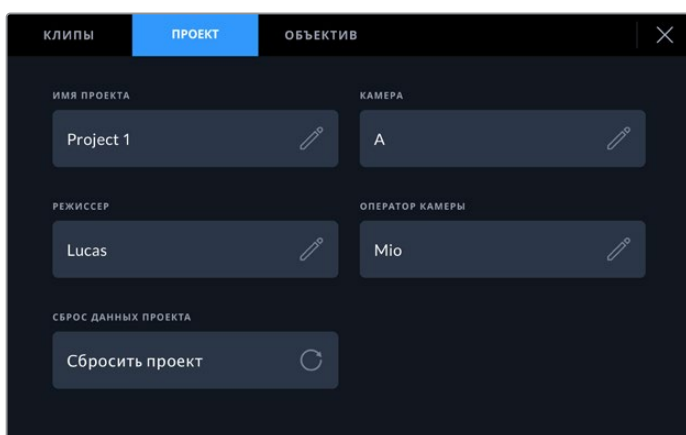 КЛИПЫ ПРОЕКТ ОБЪЕКТИВ
ИМЯ ПРОЕКТА КАМЕРА
Project 1 A
РЕЖИССЕР ОПЕРАТОР КАМЕРЫ
Lucas Mio
СБРОС ДАННЫХ ПРОЕКТА
Сбросить проект